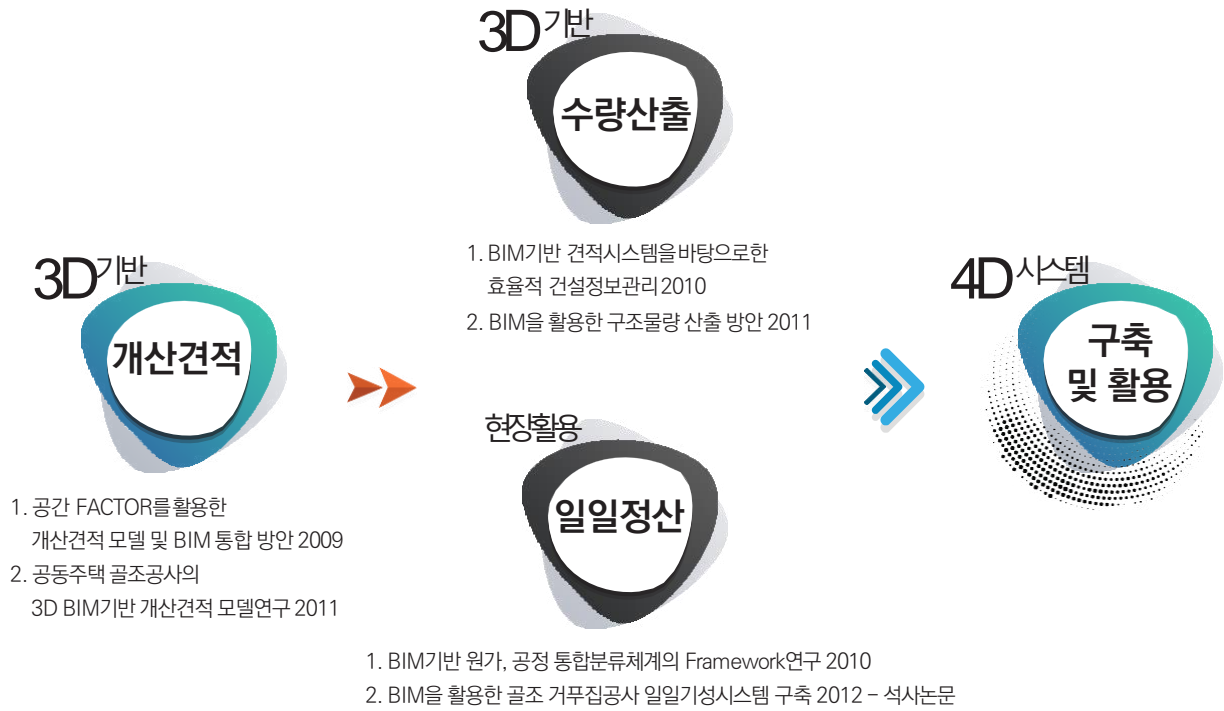 3D기반
개산견적
1. 공간 FACTOR를 활용한
개산견적 모델 및 BIM 통합 방안 2009
2. 공동주택 골조공사의
3D BIM기반 개산견적 모델연구 2011
3D기반
수량산출
1. BIM기반 견적시스템을 바탕으로한
효율적 건설정보관리 2010
2. BIM을 활용한 구조물량 산출 방안 2011
현장활용
일일정산
1. BIM기반 원가, 공정 통합분류체계의 Framework연구 2010
2. BIM을 활용한 골조 거푸집공사 일일기성시스템 구축 2012 – 석사논문
4D시스템
구축
및 활용